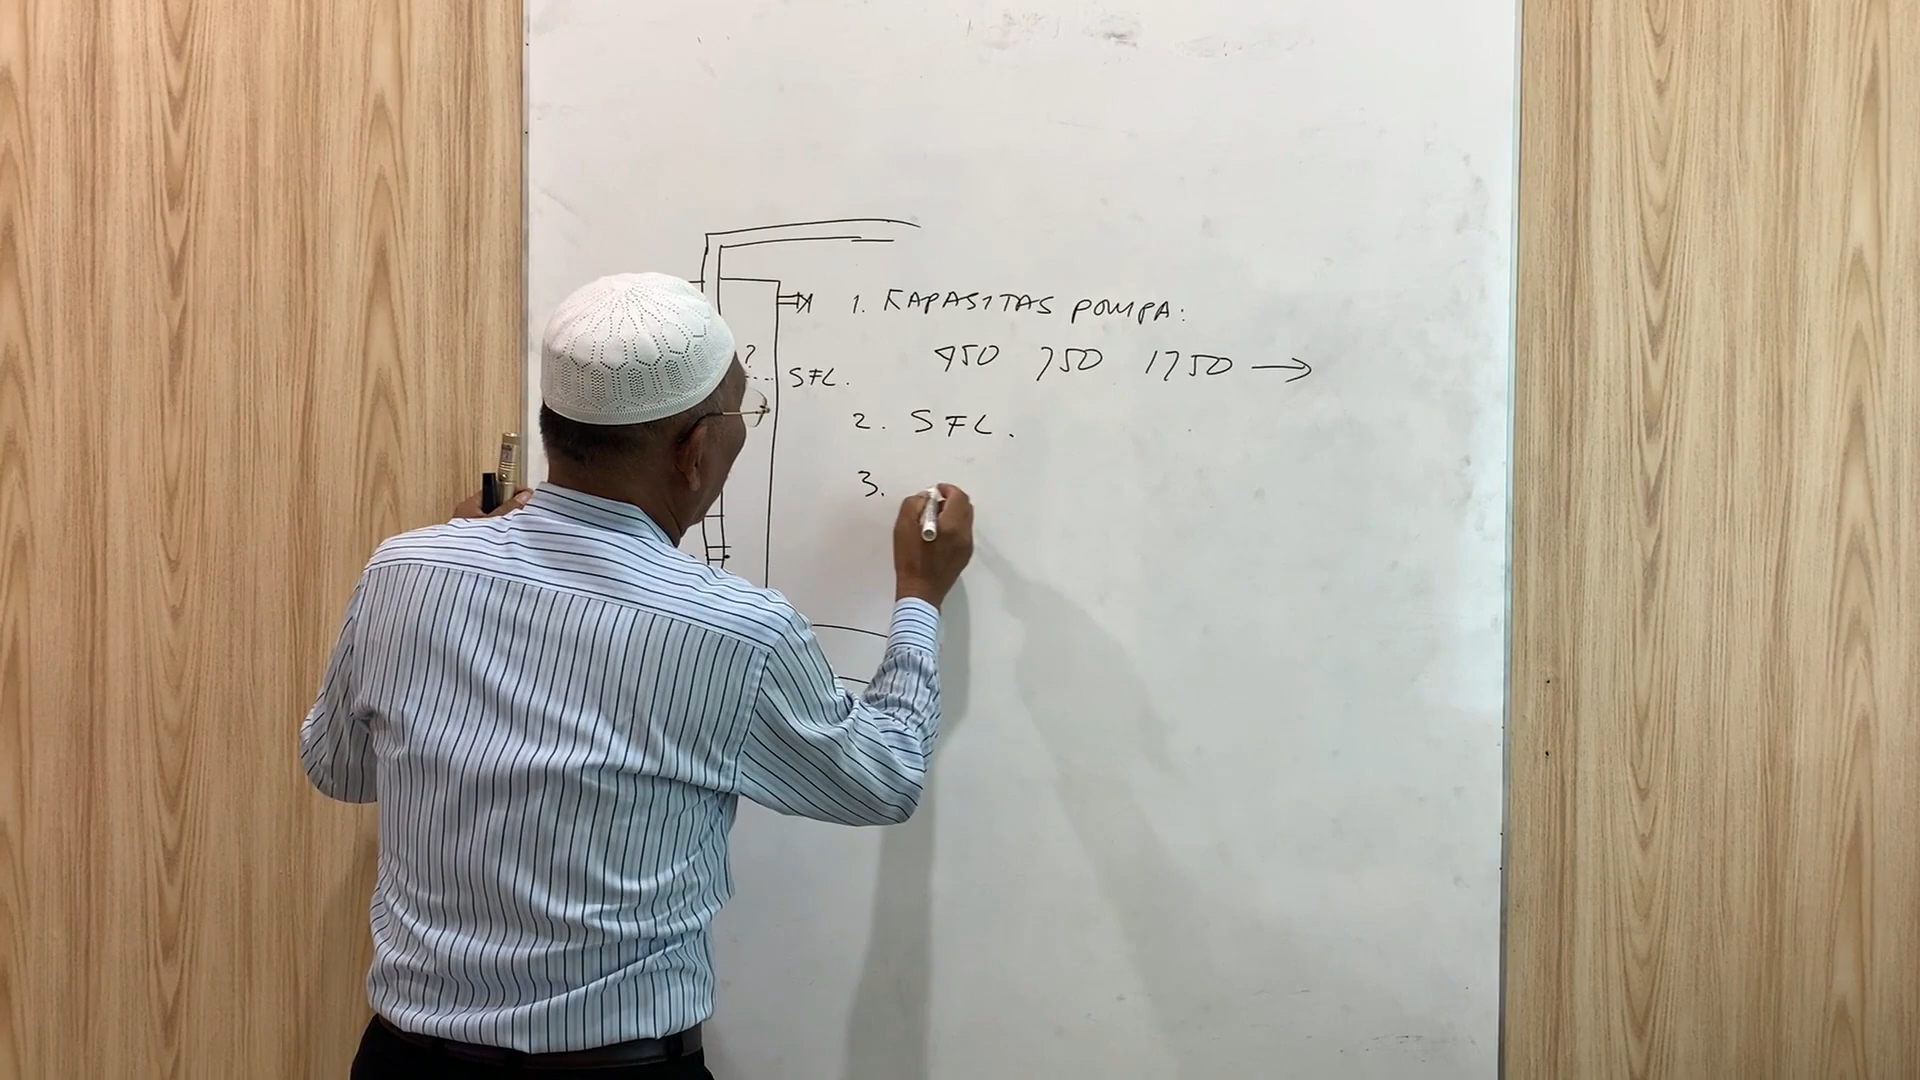 1. KAPASITAS POMPA:
?
450 750 1750 →
SFL.
2. SFL.
3.